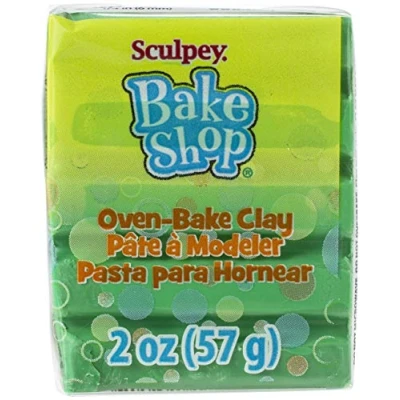 Sculpey®
Bake
Shop®
Oven-Bake Clay
Pâte à Modeler
Pasta para Hornear
2 oz (57 g)